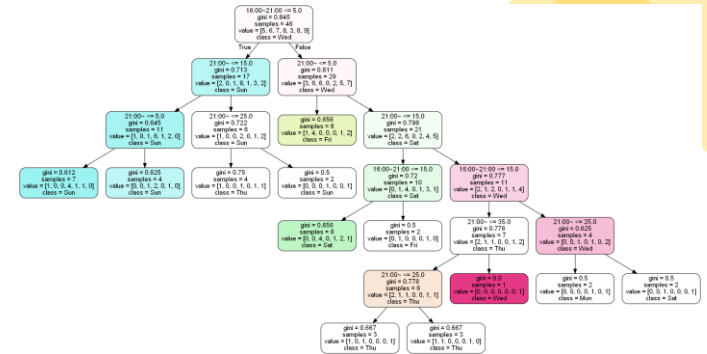 16:00~21:00 <= 5.0
gini = 0.845
samples = 46
value = [5, 6, 7, 8, 3, 8, 9]
class = Wed
True
False
21:00~ <= 15.0
gini = 0.713
samples = 17
value = [2, 0, 1, 8, 1, 3, 2]
class = Sun
21:00~ <= 5.0
gini = 0.811
samples = 29
value = [3, 6, 6, 0, 2, 5, 7]
class = Wed
21:00~ <= 5.0
gini = 0.645
samples = 11
value = [1, 0, 1, 6, 1, 2, 0]
class = Sun
21:00~ <= 25.0
gini = 0.722
samples = 6
value = [1, 0, 0, 2, 0, 1, 2]
class = Sun
gini = 0.656
samples = 8
value = [1, 4, 0, 0, 0, 1, 2]
class = Fri
21:00~ <= 15.0
gini = 0.798
samples = 21
value = [2, 2, 6, 0, 2, 4, 5]
class = Sat
gini = 0.612
samples = 7
value = [1, 0, 0, 4, 1, 1, 0]
class = Sun
gini = 0.625
samples = 4
value = [0, 0, 1, 2, 0, 1, 0]
class = Sun
gini = 0.75
samples = 4
value = [1, 0, 0, 1, 0, 1, 1]
class = Thu
gini = 0.5
samples = 2
value = [0, 0, 0, 1, 0, 0, 1]
class = Sun
16:00~21:00 <= 15.0
gini = 0.72
samples = 10
value = [0, 1, 4, 0, 1, 3, 1]
class = Sat
16:00~21:00 <= 15.0
gini = 0.777
samples = 11
value = [2, 1, 2, 0, 1, 1, 4]
class = Wed
gini = 0.656
samples = 8
value = [0, 0, 4, 0, 1, 2, 1]
class = Sat
gini = 0.5
samples = 2
value = [0, 1, 0, 0, 0, 1, 0]
class = Fri
21:00~ <= 35.0
gini = 0.776
samples = 7
value = [2, 1, 1, 0, 0, 1, 2]
class = Thu
21:00~ <= 25.0
gini = 0.625
samples = 4
value = [0, 0, 1, 0, 1, 0, 2]
class = Wed
21:00~ <= 25.0
gini = 0.778
samples = 6
value = [2, 1, 1, 0, 0, 1, 1]
class = Thu
gini = 0.0
samples = 1
value = [0, 0, 0, 0, 0, 0, 1]
class = Wed
gini = 0.5
samples = 2
value = [0, 0, 0, 0, 1, 0, 1]
class = Mon
gini = 0.5
samples = 2
value = [0, 0, 1, 0, 0, 0, 1]
class = Sat
gini = 0.667
samples = 3
value = [1, 0, 1, 0, 0, 0, 1]
class = Thu
gini = 0.667
samples = 3
value = [1, 1, 0, 0, 0, 1, 0]
class = Thu